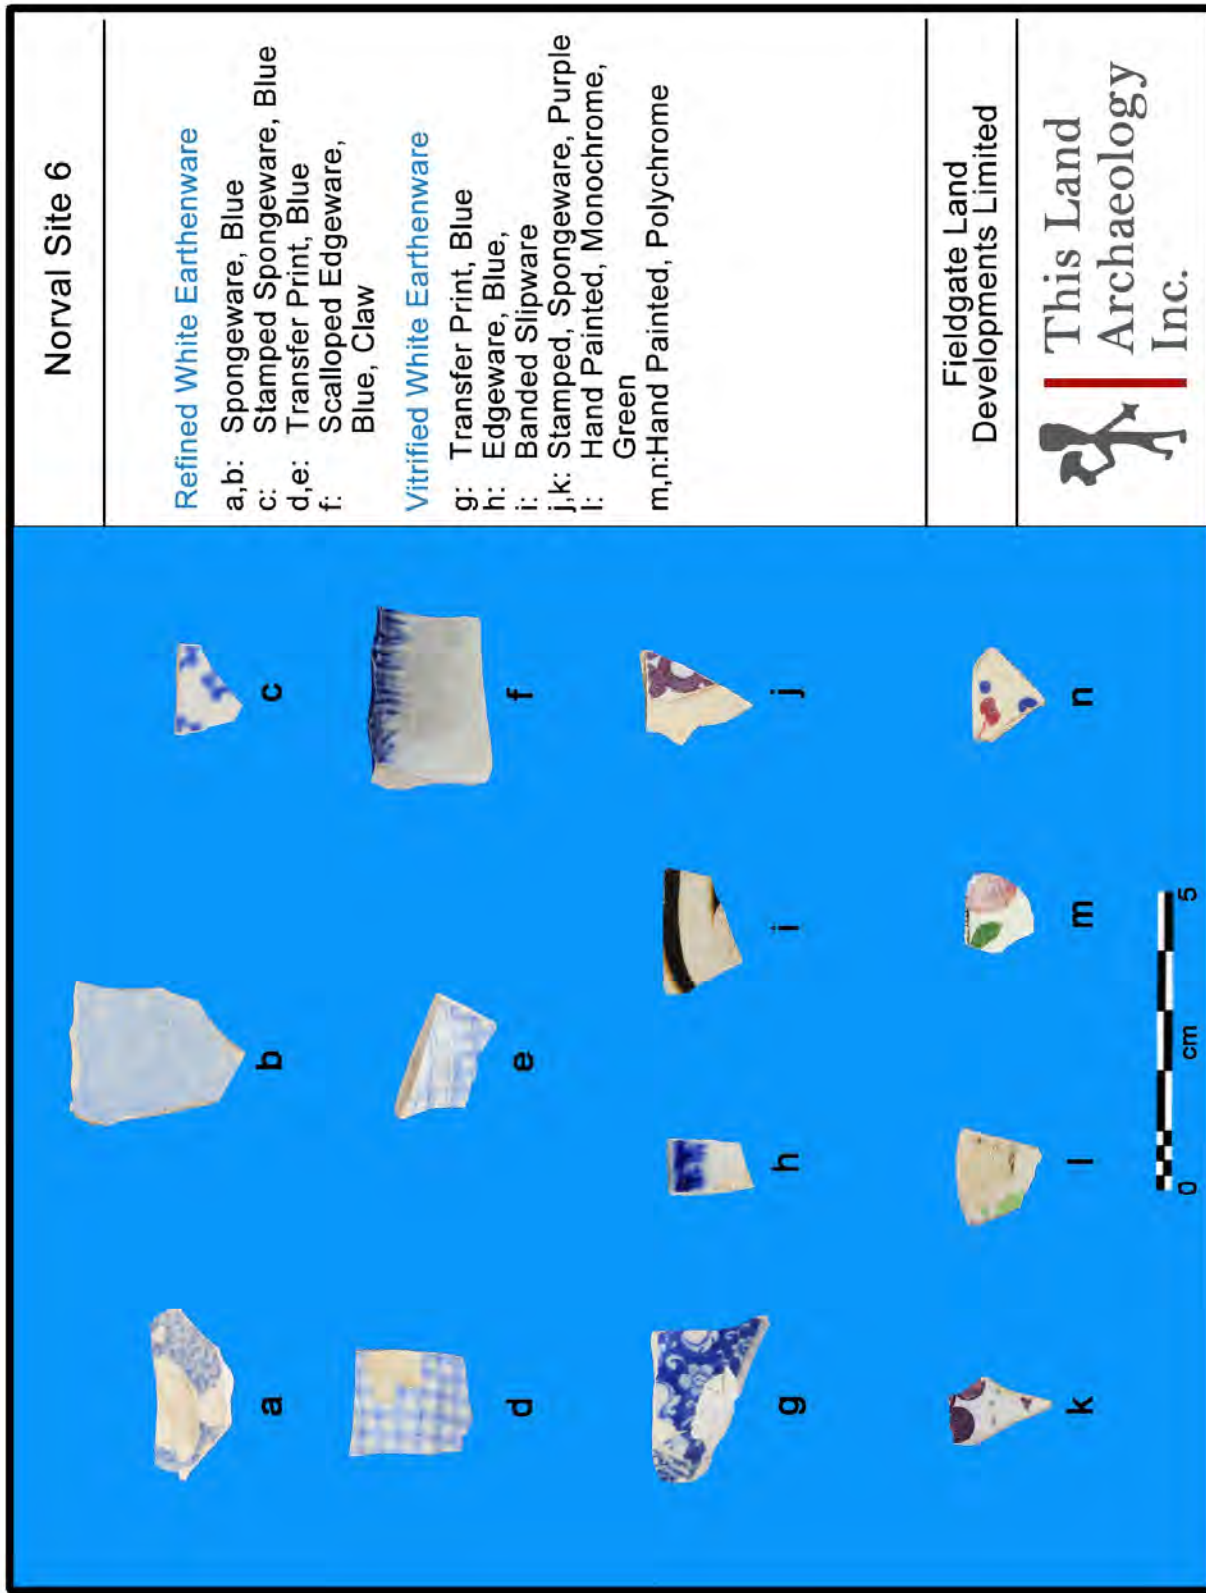 Norval Site 6
Refined White Earthenware
a,b: Spongeware, Blue
c: Stamped Spongeware, Blue
d,e: Transfer Print, Blue
f: Scalloped Edgeware,
Blue, Claw
Vitrified White Earthenware
g: Transfer Print, Blue
h: Edgeware, Blue,
i: Banded Slipware
j,k: Stamped, Spongeware, Purple
l: Hand Painted, Monochrome,
Green
m,n:Hand Painted, Polychrome
Fieldgate Land
Developments Limited
This Land
Archaeology
Inc.
a b c
d e f
g h i j
k l m n
0 cm 5